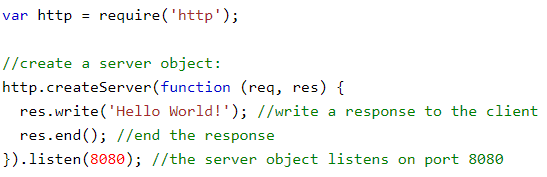 var http = require('http');

//create a server object:
http.createServer(function (req, res) {
  res.write('Hello World!'); //write a response to the client
  res.end(); //end the response
}).listen(8080); //the server object listens on port 8080